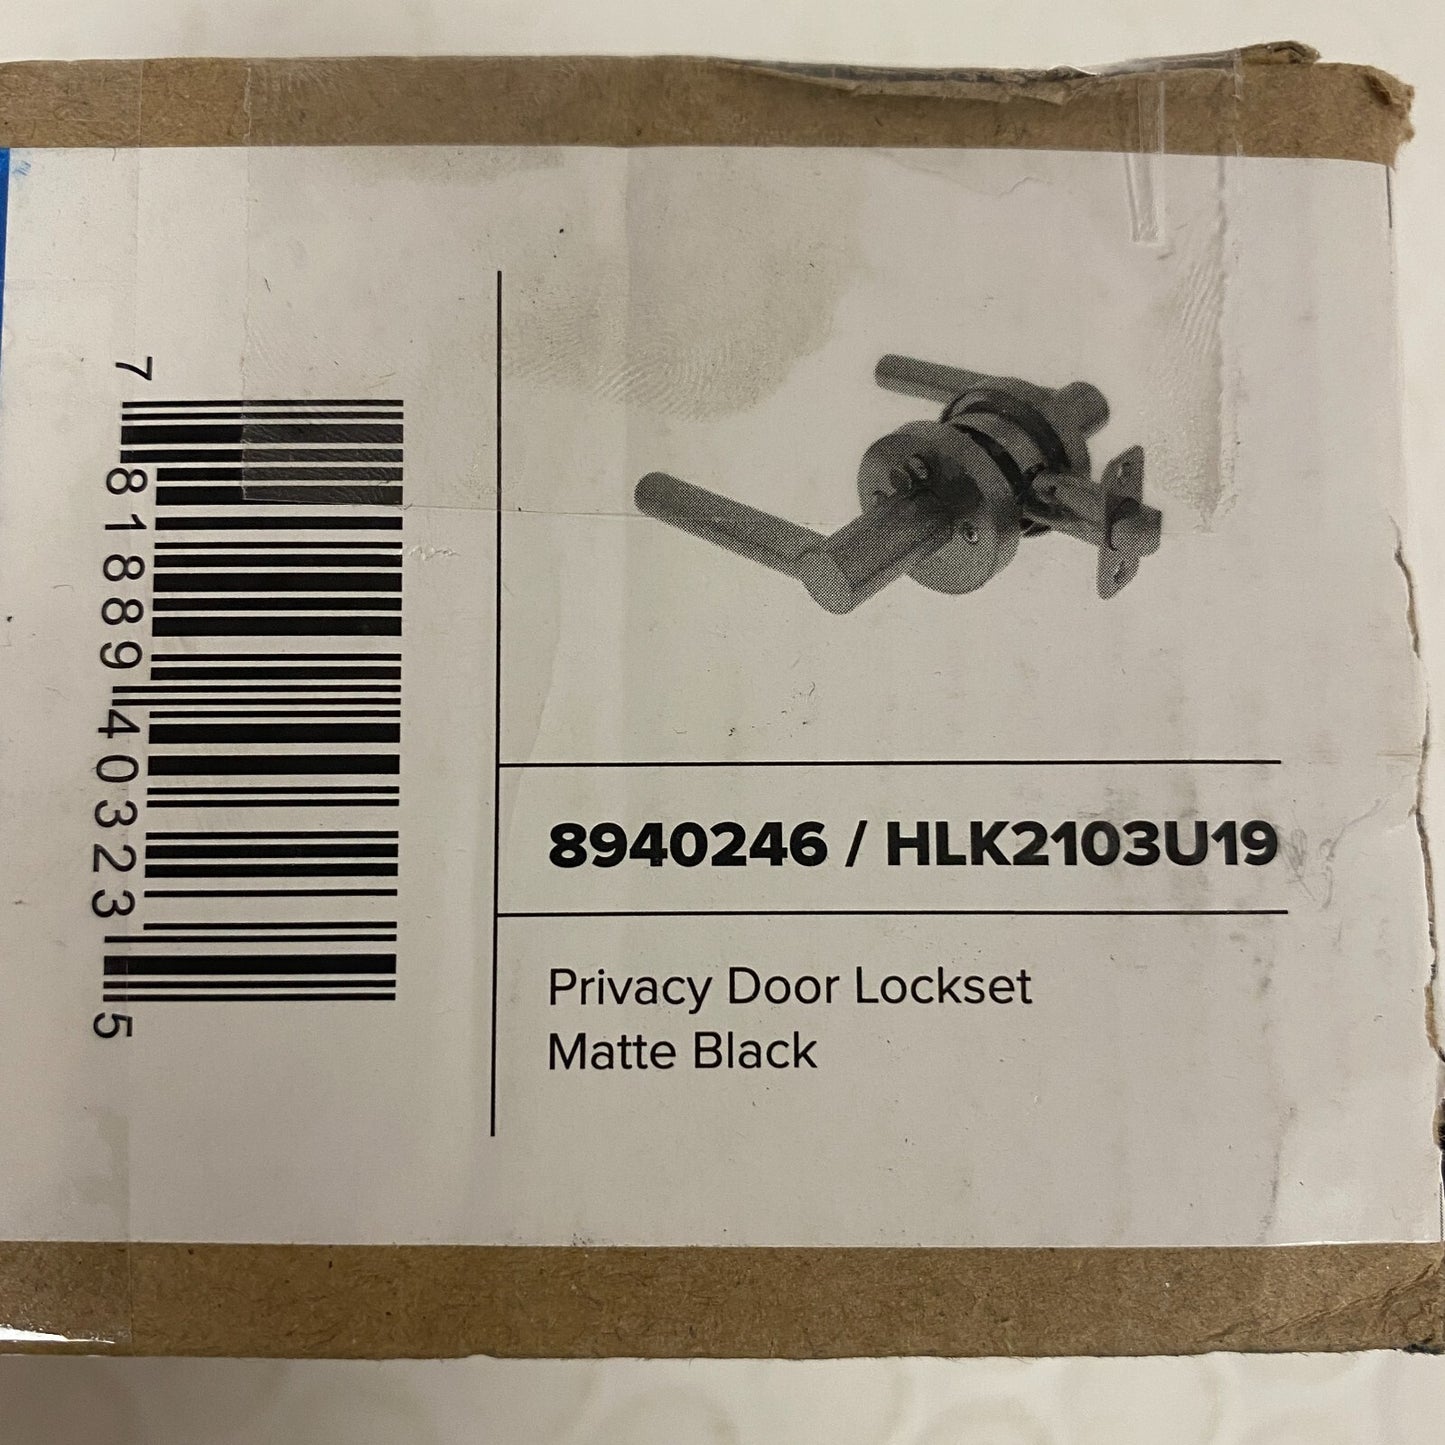 7 81889 40323 5
8940246 / HLK2103U19
Privacy Door Lockset
Matte Black